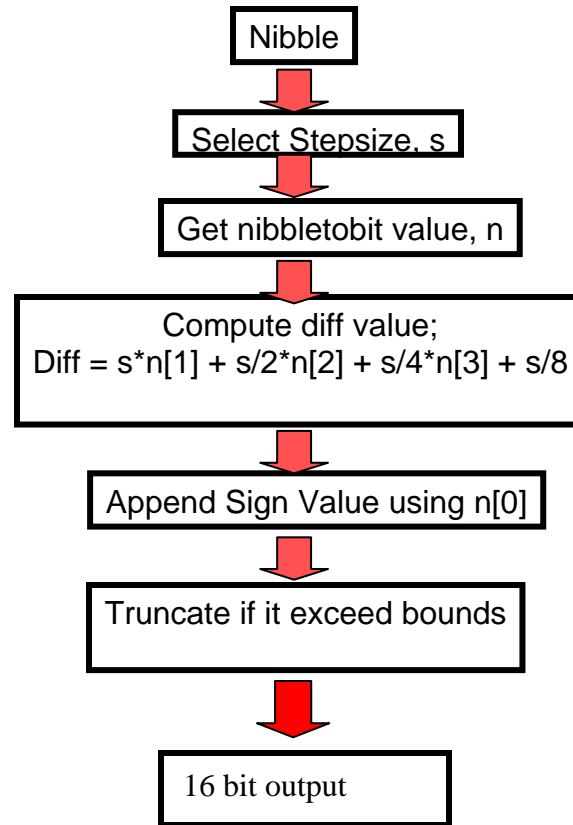 Nibble
Select Stepsize, s
Get nibbletobit value, n
Compute diff value;
Diff = s*n[1] + s/2*n[2] + s/4*n[3] + s/8
Append Sign Value using n[0]
Truncate if it exceed bounds
16 bit output